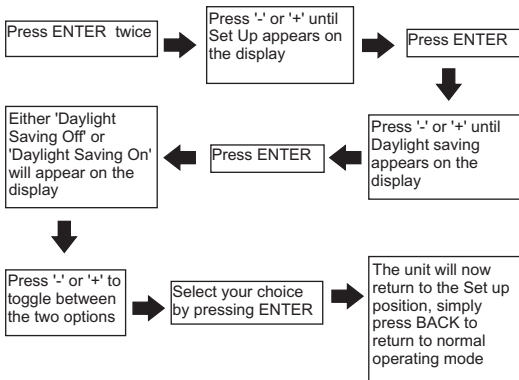 Press ENTER  twice
Press '-' or '+' until
Set Up appears on
the display
Press ENTER
Press '-' or '+' until
Daylight saving
appears on the
display
Press ENTER
Either 'Daylight
Saving Off' or
'Daylight Saving On'
will appear on the
display
Press '-' or '+' to
toggle between
the two options
Select your choice
by pressing ENTER
The unit will now
return to the Set up
position, simply
press BACK to
return to normal
operating mode